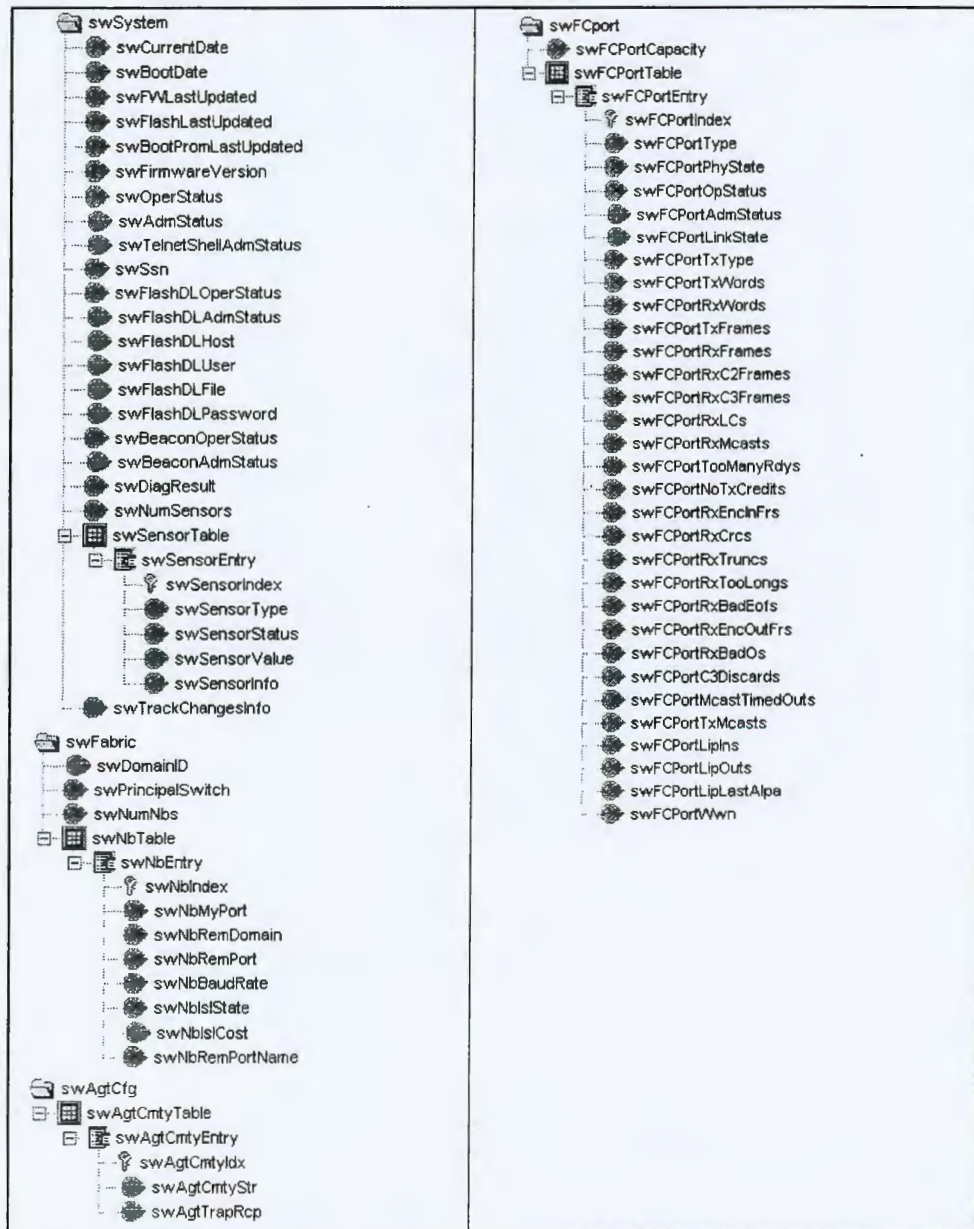 swSystem
swCurrentDate
swBootDate
swFWLastUpdated
swFlashLastUpdated
swBootPromLastUpdated
swFirmwareVersion
swOperStatus
swAdmStatus
swTelnetShellAdmStatus
swSsn
swFlashDLOperStatus
swFlashDLAdmStatus
swFlashDLHost
swFlashDLUser
swFlashDLFile
swFlashDLPassword
swBeaconOperStatus
swBeaconAdmStatus
swDiagResult
swNumSensors
swSensorTable
swSensorEntry
swSensorIndex
swSensorType
swSensorStatus
swSensorValue
swSensorInfo
swTrackChangesInfo
swFabric
swDomainID
swPrincipalSwitch
swNumNbs
swNbTable
swNbEntry
swNbIndex
swNbMyPort
swNbRemDomain
swNbRemPort
swNbBaudRate
swNbIslState
swNbIslCost
swNbRemPortName
swAgtCfg
swAgtCmtyTable
swAgtCmtyEntry
swAgtCmtyIdx
swAgtCmtyStr
swAgtTrapRcp
swFCport
swFCPortCapacity
swFCPortTable
swFCPortEntry
swFCPortIndex
swFCPortType
swFCPortPhyState
swFCPortOpStatus
swFCPortAdmStatus
swFCPortLinkState
swFCPortTxType
swFCPortTxWords
swFCPortRxWords
swFCPortTxFrames
swFCPortRxFrames
swFCPortRxC2Frames
swFCPortRxC3Frames
swFCPortRxLCs
swFCPortRxMcasts
swFCPortTooManyRdys
swFCPortNoTxCredits
swFCPortRxEncInFrs
swFCPortRxCrcs
swFCPortRxTruncs
swFCPortRxTooLongs
swFCPortRxBadEofs
swFCPortRxEncOutFrs
swFCPortRxBadOs
swFCPortC3Discards
swFCPortMcastTimedOuts
swFCPortTxMcasts
swFCPortLipIns
swFCPortLipOuts
swFCPortLipLastAlpa
swFCPortWwn